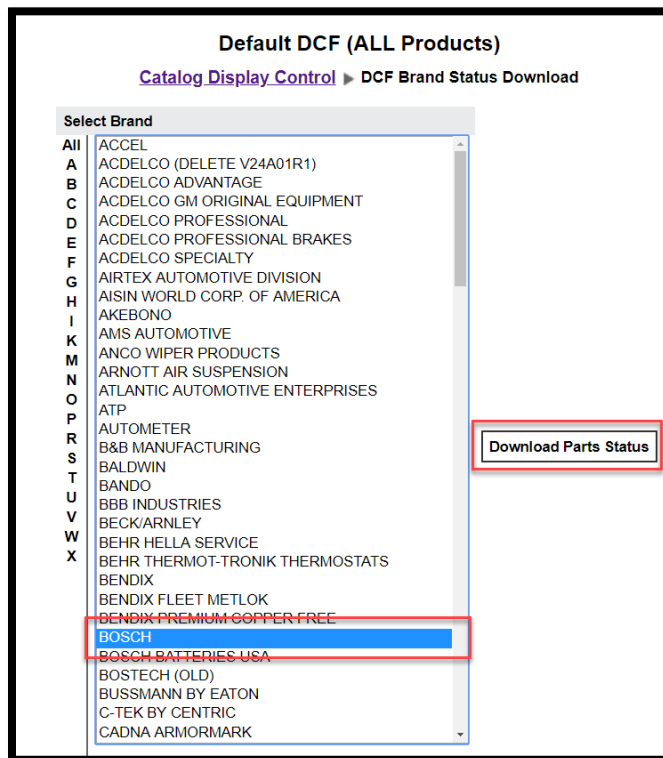 Default DCF (ALL Products)
Catalog Display Control ▶ DCF Brand Status Download
Select Brand
All
A
B
C
D
E
F
G
H
I
K
M
N
O
P
R
S
T
U
V
W
X
ACCEL
ACDELCO (DELETE V24A01R1)
ACDELCO ADVANTAGE
ACDELCO GM ORIGINAL EQUIPMENT
ACDELCO PROFESSIONAL
ACDELCO PROFESSIONAL BRAKES
ACDELCO SPECIALTY
AIRTEX AUTOMOTIVE DIVISION
AISIN WORLD CORP. OF AMERICA
AKEBONO
AMS AUTOMOTIVE
ANCO WIPER PRODUCTS
ARNOTT AIR SUSPENSION
ATLANTIC AUTOMOTIVE ENTERPRISES
ATP
AUTOMETER
B&B MANUFACTURING
BALDWIN
BANDO
BBB INDUSTRIES
BECK/ARNLEY
BEHR HELLA SERVICE
BEHR THERMOT-TRONIK THERMOSTATS
BENDIX
BENDIX FLEET METLOK
BENDIX PREMIUM COPPER FREE
BOSCH
BOSCH BATTERIES USA
BOSTECH (OLD)
BUSSMANN BY EATON
C-TEK BY CENTRIC
CADNA ARMORMARK
Download Parts Status